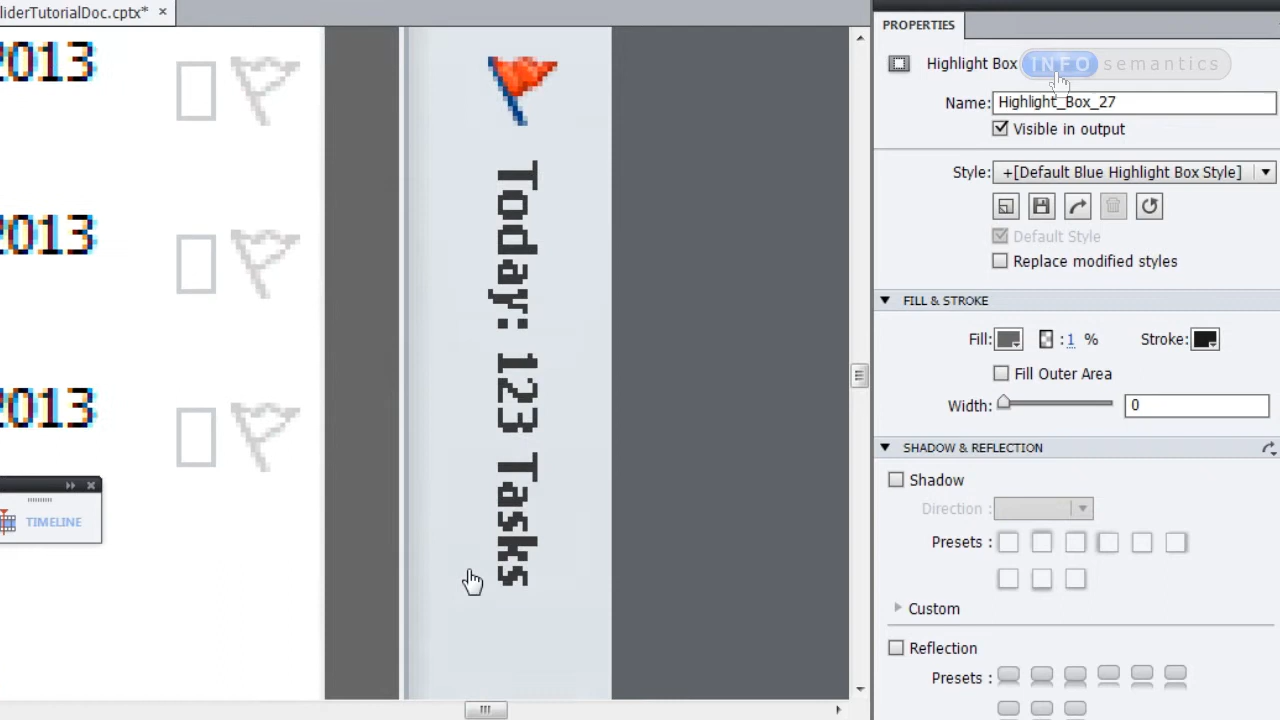 liderTutorialDoc.cptx* ×
PROPERTIES
Highlight Box
INFOsemantics
Name: Highlight_Box_27
Visible in output
Style: +[Default Blue Highlight Box Style]
Default Style
Replace modified styles
FILL & STROKE
Fill: : 1 % Stroke:
Fill Outer Area
Width: 0
SHADOW & REFLECTION
Shadow
Direction :
Presets :
Custom
Reflection
Presets :
2013
2013
2013
TIMELINE
Today: 123 Tasks